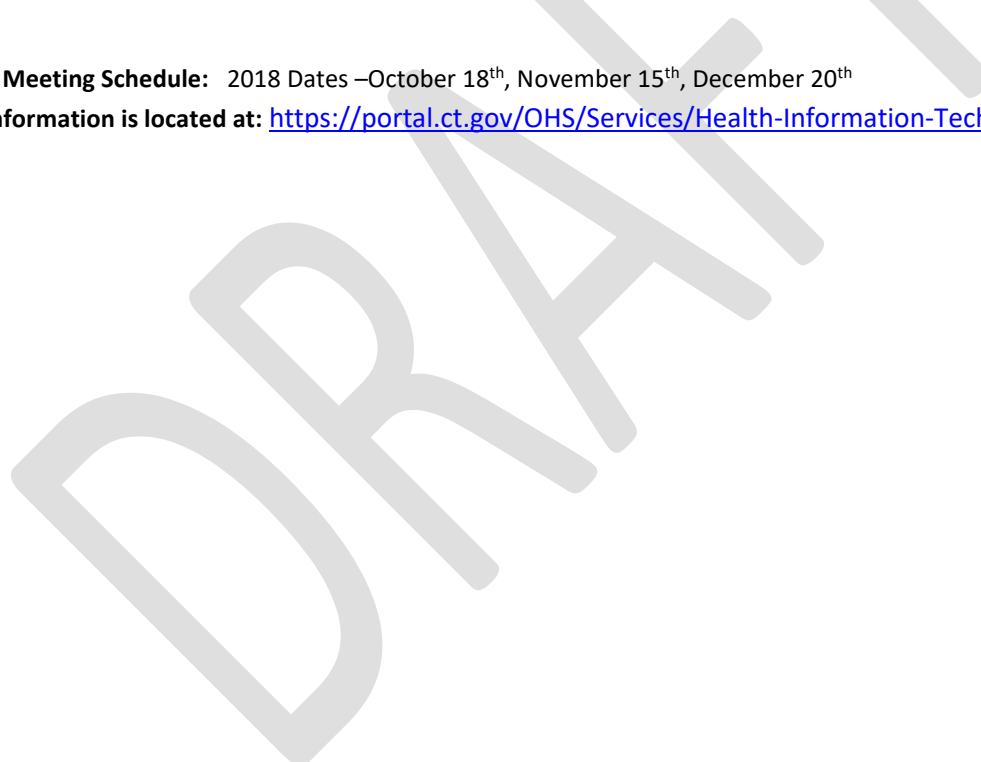 Meeting Schedule: 2018 Dates –October 18th, November 15th, December 20th
nformation is located at: https://portal.ct.gov/OHS/Services/Health-Information-Tech
DRAFT